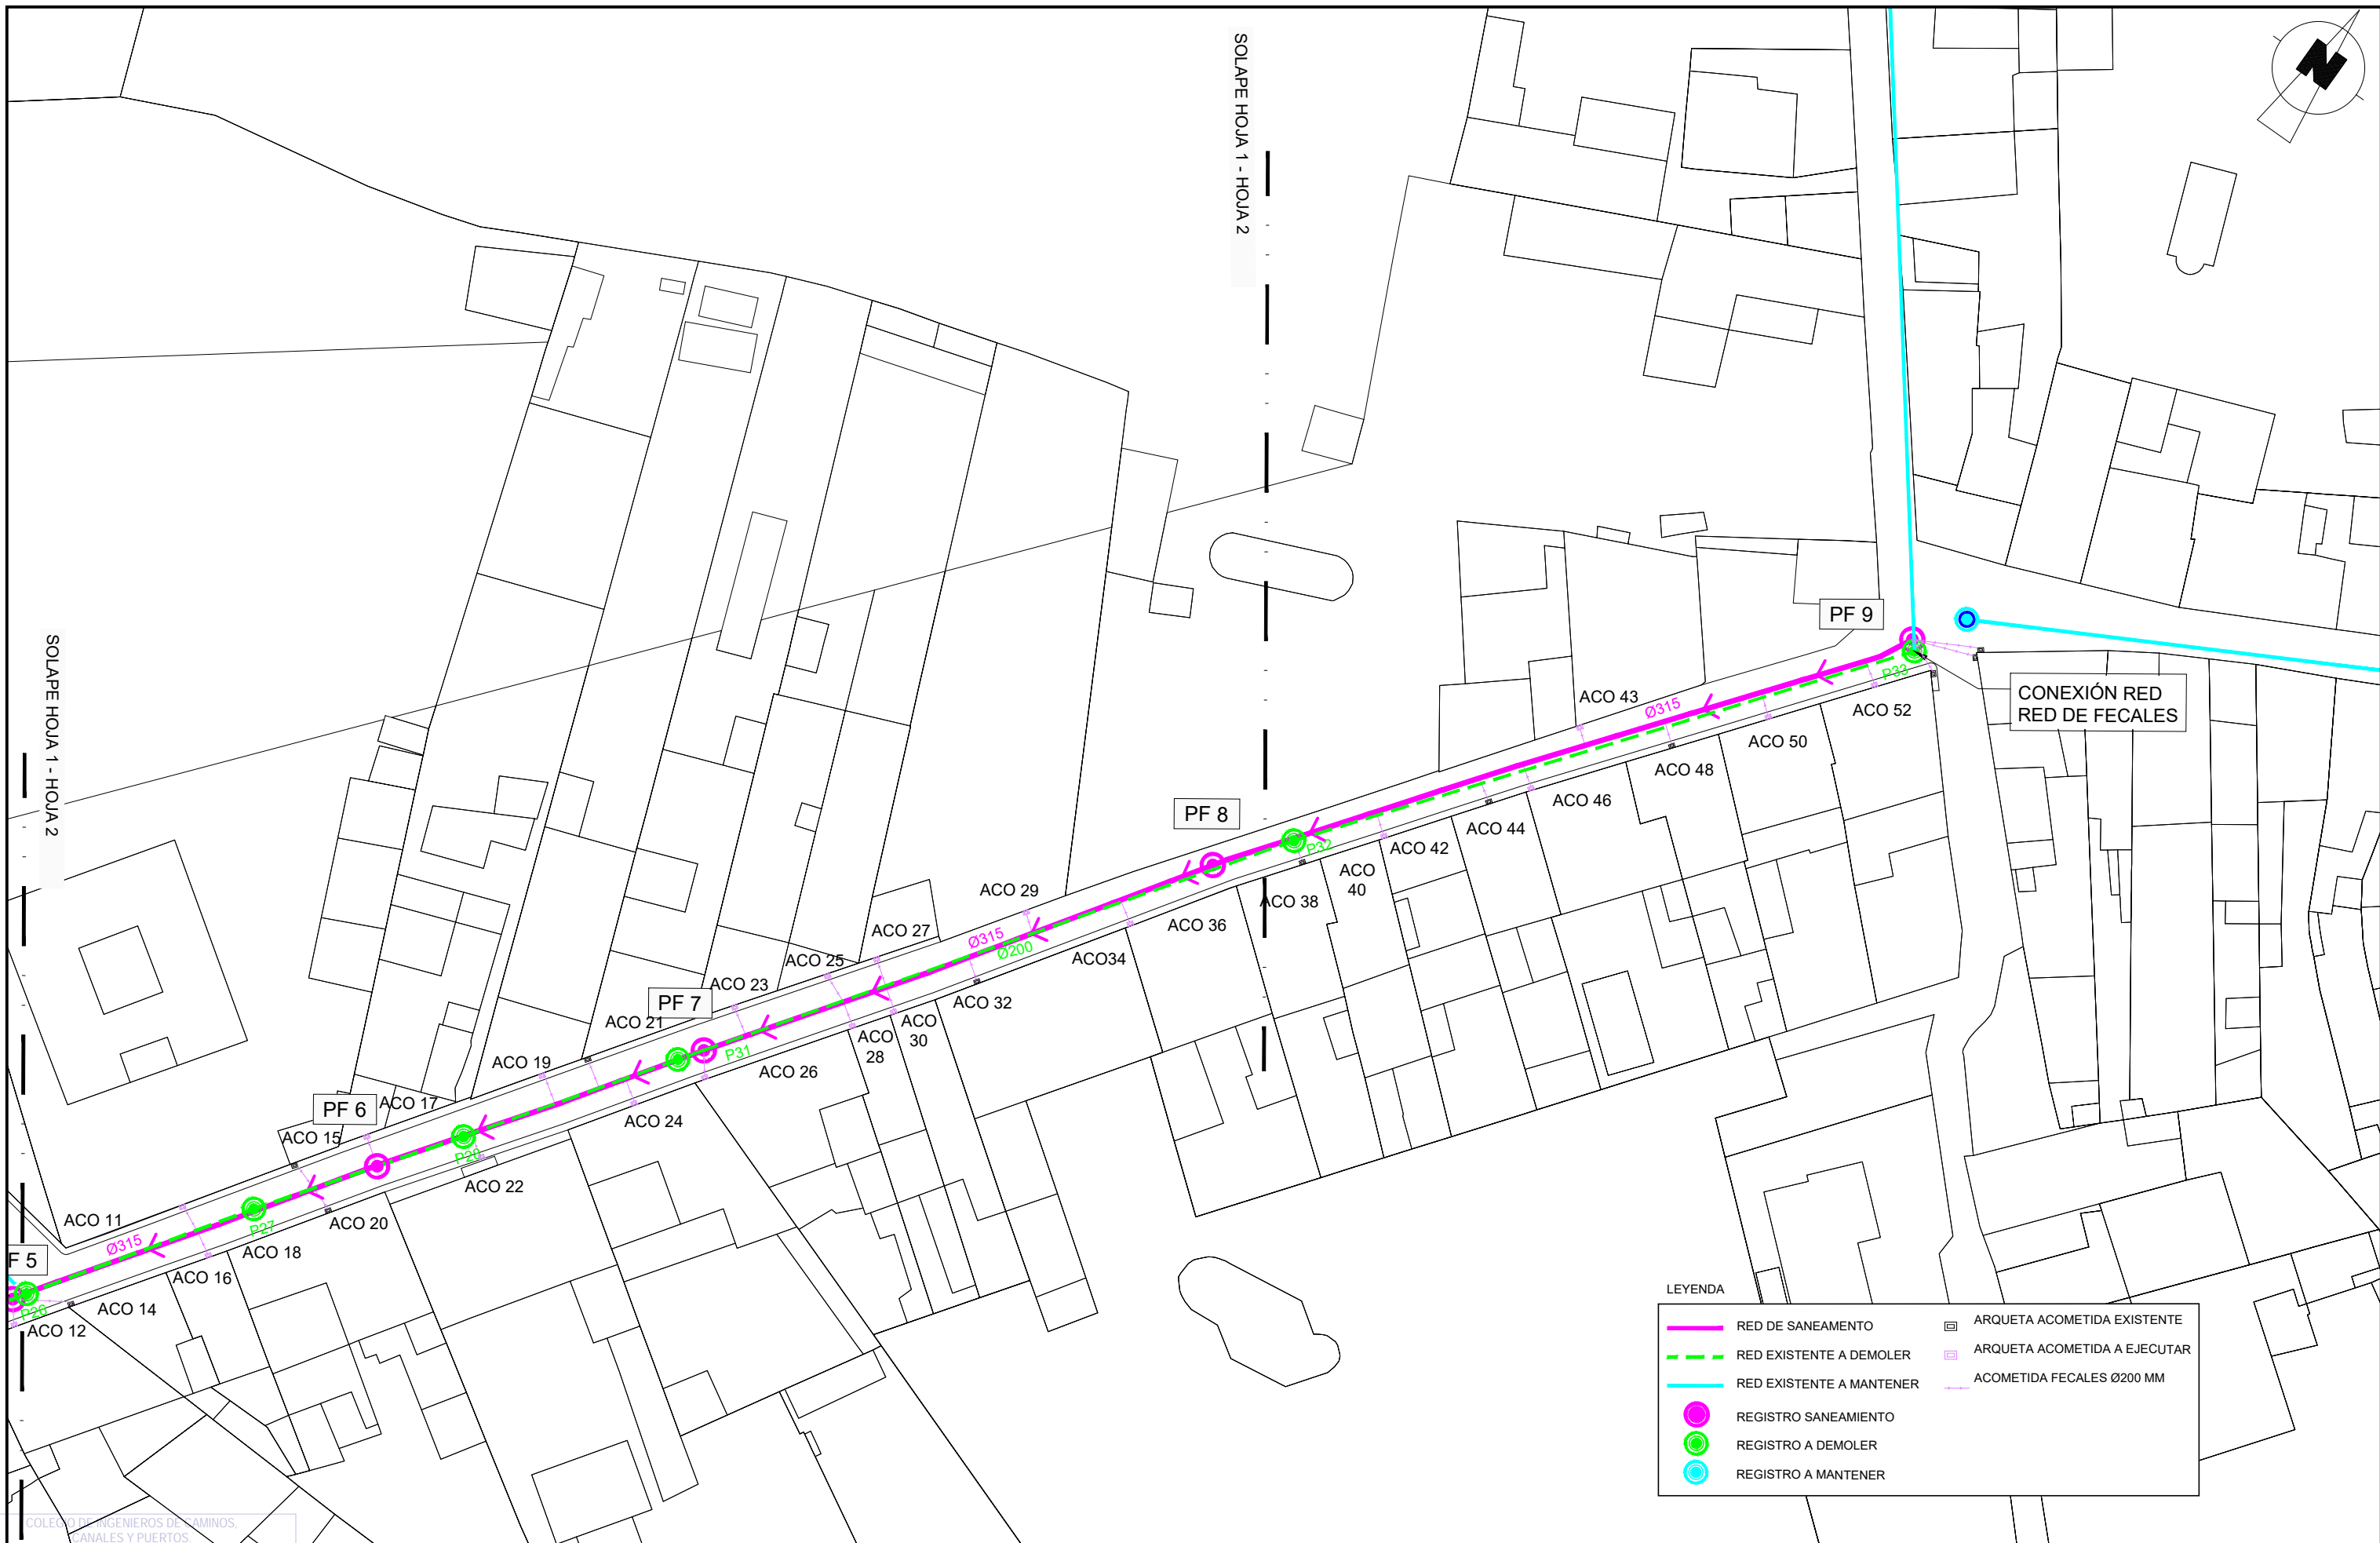 SOLAPE HOJA 1 - HOJA 2
N
SOLAPE HOJA 1 - HOJA 2
PF 9
P33
CONEXIÓN RED
RED DE FECALES
ACO 43
Ø315
ACO 52
ACO 50
ACO 48
ACO 46
ACO 44
ACO 42
ACO
40
ACO 38
PF 8
P32
ACO 36
ACO34
ACO 29
Ø315
Ø200
ACO 32
ACO 27
ACO 25
ACO
30
ACO
28
ACO 23
PF 7
P31
ACO 26
ACO 21
ACO 24
ACO 19
ACO 22
ACO 17
PF 6
ACO 15
ACO 20
P27
ACO 18
ACO 11
Ø315
ACO 16
F 5
P26
ACO 14
ACO 12
LEYENDA
RED DE SANEAMENTO
RED EXISTENTE A DEMOLER
RED EXISTENTE A MANTENER
REGISTRO SANEAMIENTO
REGISTRO A DEMOLER
REGISTRO A MANTENER
ARQUETA ACOMETIDA EXISTENTE
ARQUETA ACOMETIDA A EJECUTAR
ACOMETIDA FECALES Ø200 MM
COLEGIO DE INGENIEROS DE CAMINOS,
CANALES Y PUERTOS.